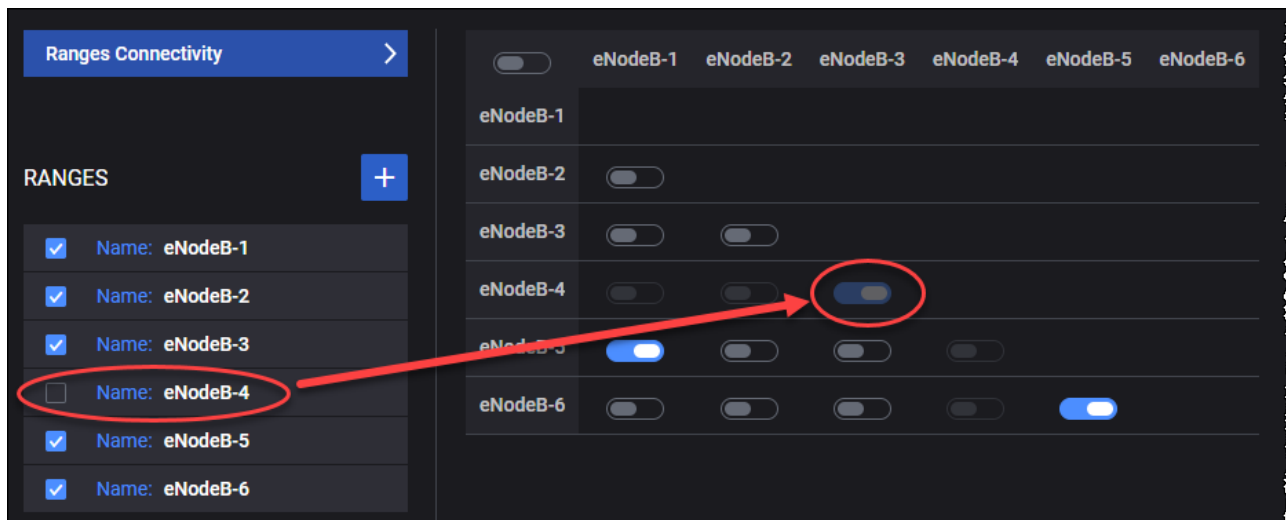 Ranges Connectivity
RANGES
Name: eNodeB-1
Name: eNodeB-2
Name: eNodeB-3
Name: eNodeB-4
Name: eNodeB-5
Name: eNodeB-6
eNodeB-1 eNodeB-2 eNodeB-3 eNodeB-4 eNodeB-5 eNodeB-6
eNodeB-1
eNodeB-2
eNodeB-3
eNodeB-4
eNodeB-5
eNodeB-6